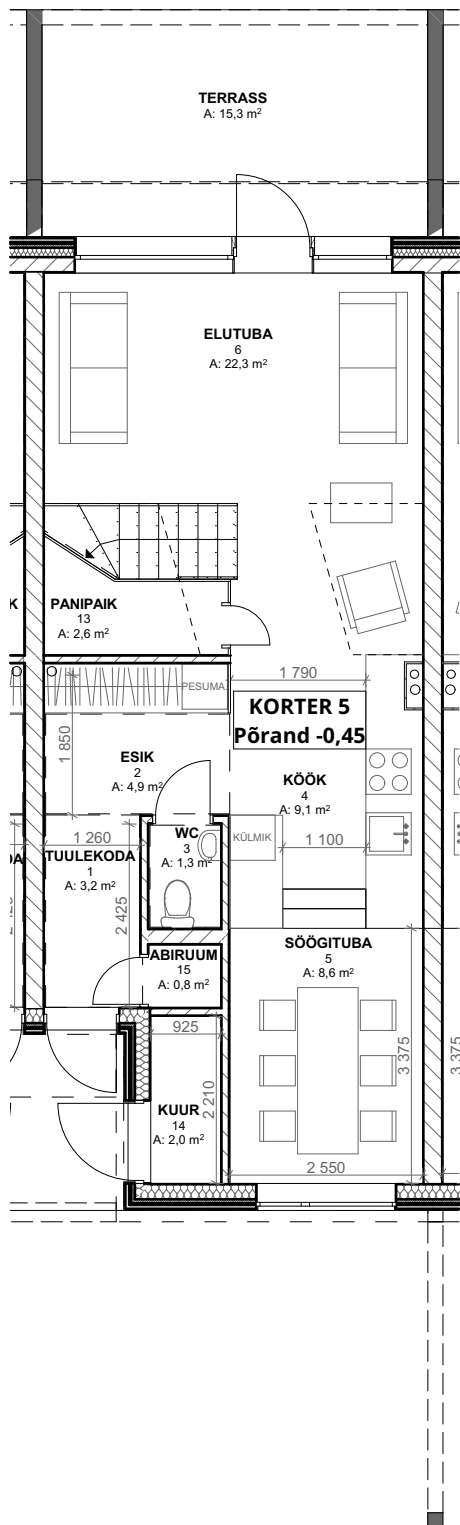 TERRASS
A: 15,3 m²
ELUTUBA
6
A: 22,3 m²
K
PANIPAIK
13
A: 2,6 m²
PESUMA
1 790
KORTER 5
Põrand -0,45
1 850
ESIK
2
A: 4,9 m²
KÖÖK
4
A: 9,1 m²
1 260
WC
3
A: 1,3 m²
KÜLMIK
1 100
DA
TUULEKODA
1
A: 3,2 m²
2 425
SÖÖGITUBA
5
A: 8,6 m²
ABIRUUM
15
A: 0,8 m²
925
3 375
3 375
KUUR
14
A: 2,0 m²
2 210
2 550